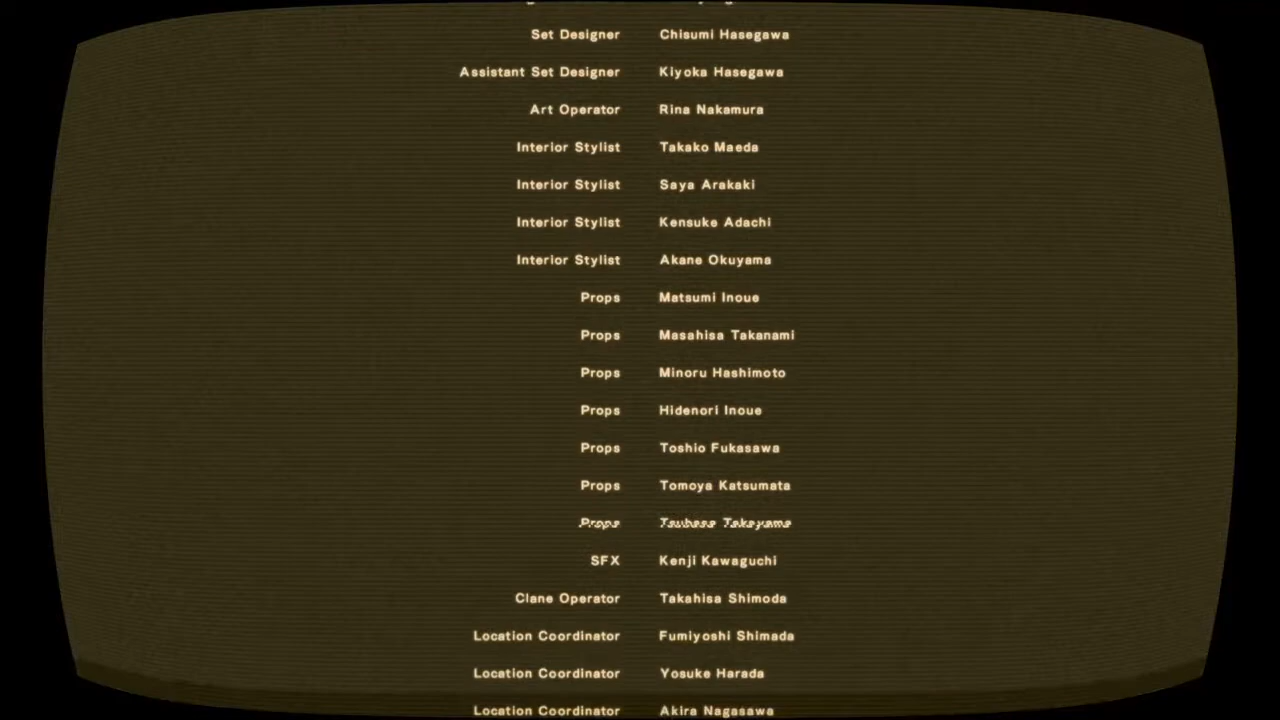 Set Designer Chisumi Hasegawa
Assistant Set Designer Kiyoka Hasegawa
Art Operator Rina Nakamura
Interior Stylist Takako Maeda
Interior Stylist Saya Arakaki
Interior Stylist Kensuke Adachi
Interior Stylist Akane Okuyama
Props Matsumi Inoue
Props Masahisa Takanami
Props Minoru Hashimoto
Props Hidenori Inoue
Props Toshio Fukasawa
Props Tomoya Katsumata
Props
SFX Kenji Kawaguchi
Clane Operator Takahisa Shimoda
Location Coordinator Fumiyoshi Shimada
Location Coordinator Yosuke Harada
Location Coordinator Akira Nagasawa